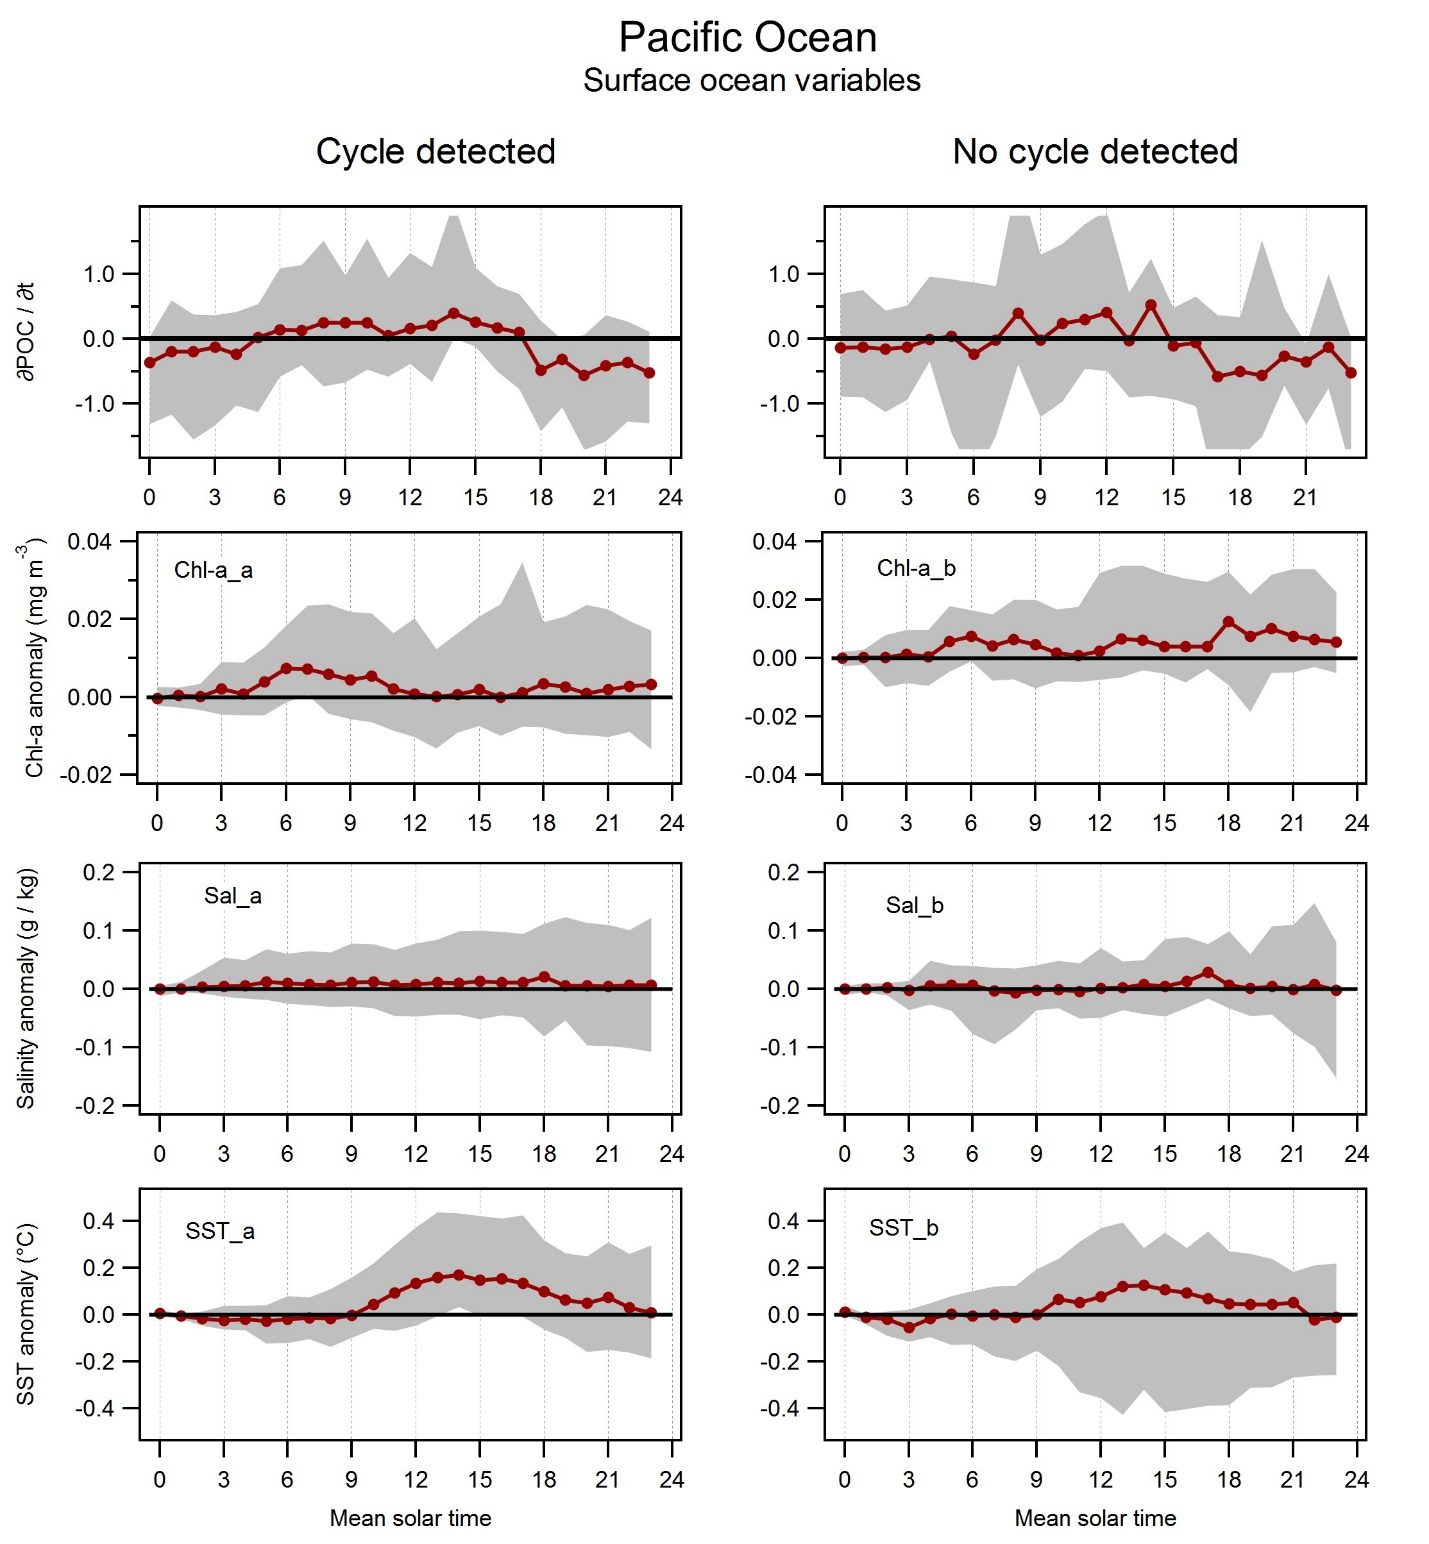 Pacific Ocean
Surface ocean variables
Cycle detected
No cycle detected
∂POC / ∂t
1.0
0.0
-1.0
0 3 6 9 12 15 18 21 24
1.0
0.0
-1.0
0 3 6 9 12 15 18 21
Chl-a anomaly (mg m⁻³)
0.04
0.02
0.00
-0.02
Chl-a_a
0 3 6 9 12 15 18 21 24
0.04
0.02
0.00
-0.02
-0.04
Chl-a_b
0 3 6 9 12 15 18 21 24
Salinity anomaly (g / kg)
0.2
0.1
0.0
-0.1
-0.2
Sal_a
0 3 6 9 12 15 18 21 24
0.2
0.1
0.0
-0.1
-0.2
Sal_b
0 3 6 9 12 15 18 21 24
SST anomaly (°C)
0.4
0.2
0.0
-0.2
-0.4
SST_a
0 3 6 9 12 15 18 21 24
Mean solar time
0.4
0.2
0.0
-0.2
-0.4
SST_b
0 3 6 9 12 15 18 21 24
Mean solar time